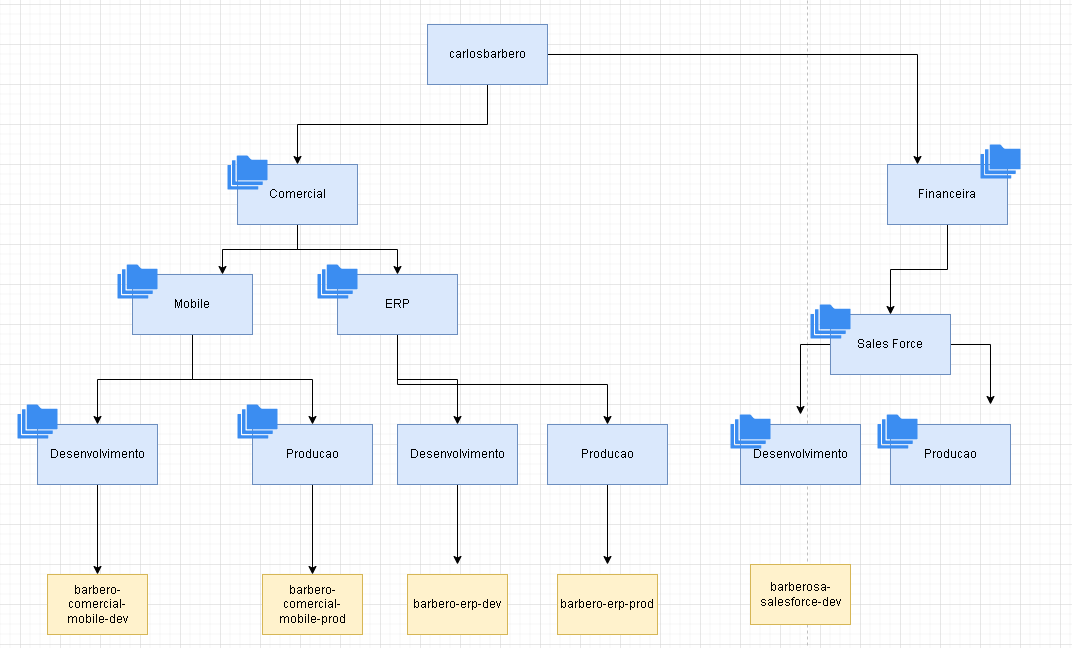 carlosbarbero
Comercial
Financeira
Mobile
ERP
Sales Force
Desenvolvimento
Producao
Desenvolvimento
Producao
Desenvolvimento
Producao
barbero-
comercial-
mobile-dev
barbero-
comercial-
mobile-prod
barbero-erp-dev
barbero-erp-prod
barberosa-
salesforce-dev